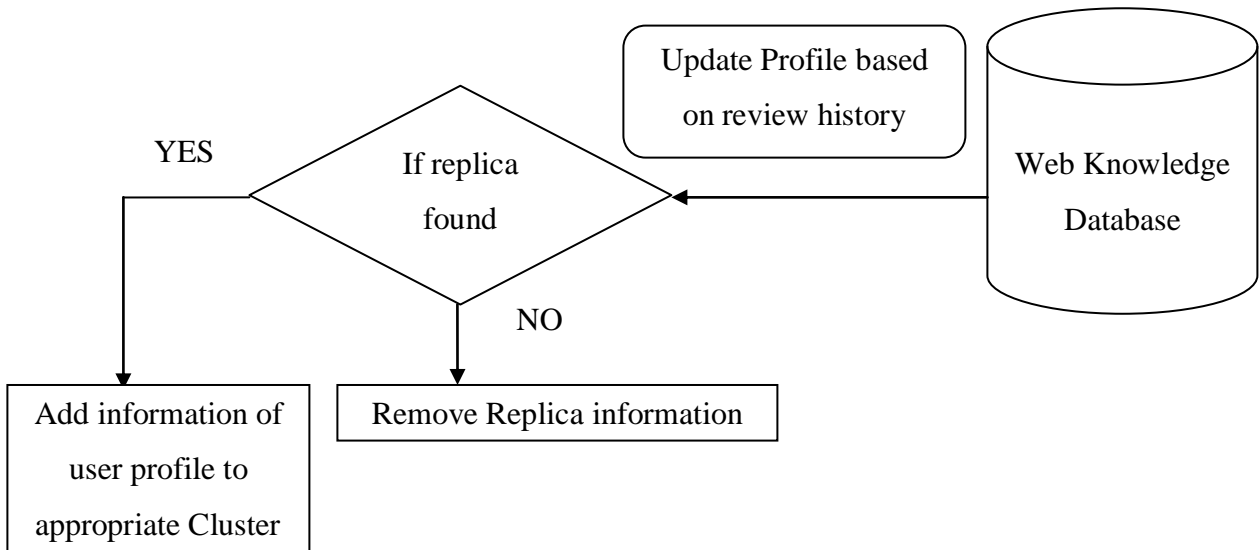 Update Profile based
on review history
Web Knowledge
Database
YES
If replica
found
NO
Add information of
user profile to
appropriate Cluster
Remove Replica information